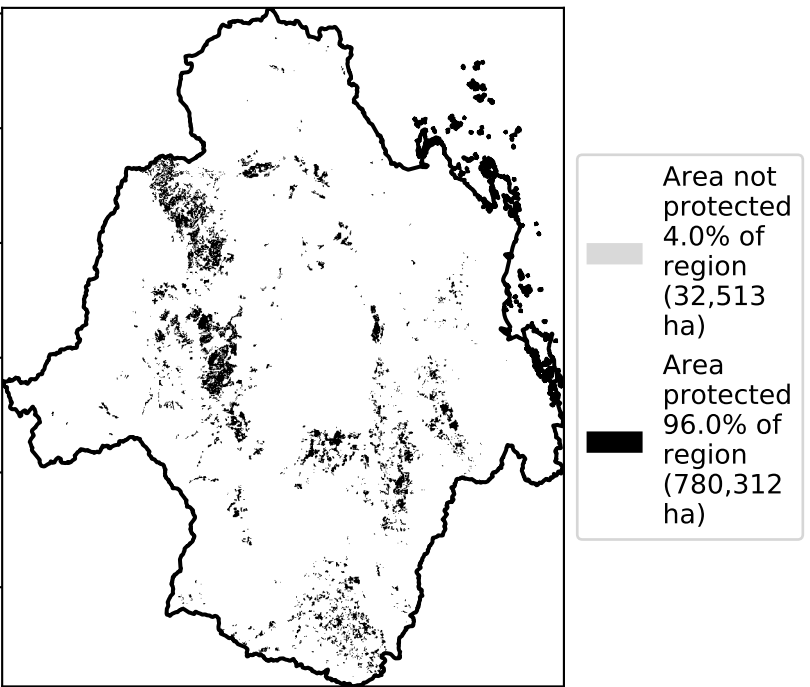 Area not
protected
4.0% of
region
(32,513
ha)
Area
protected
96.0% of
region
(780,312
ha)